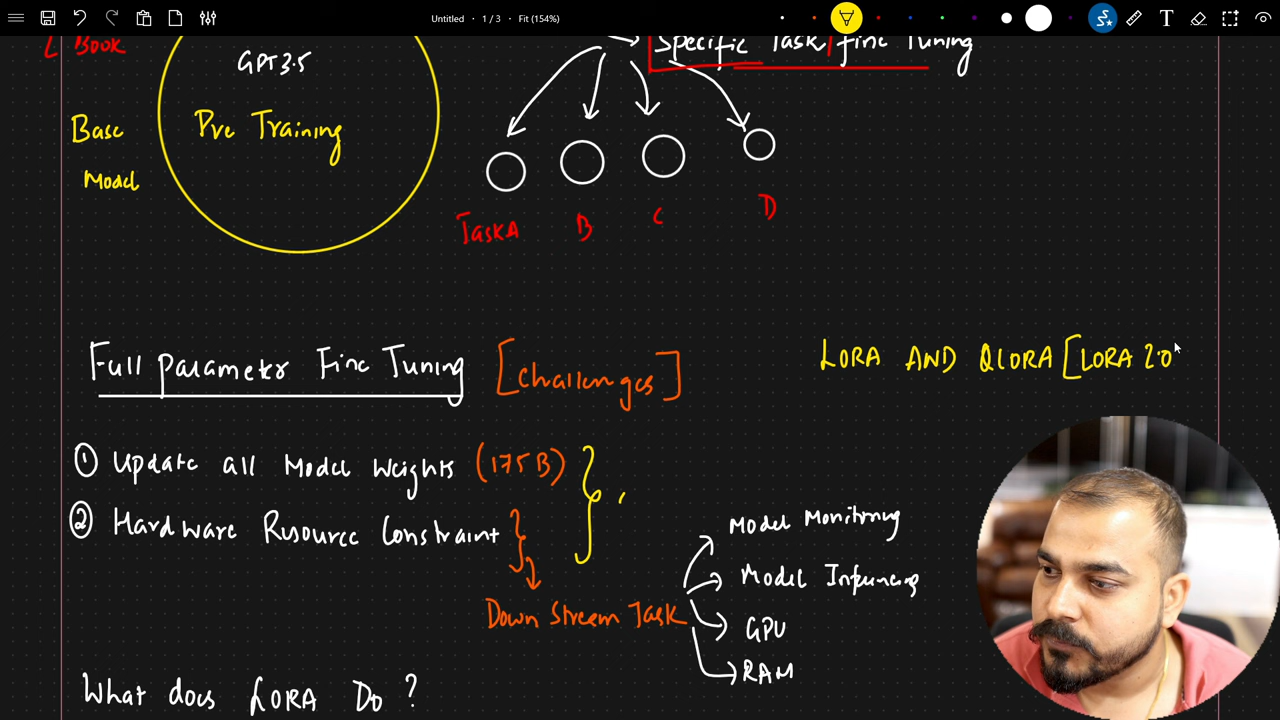 Untitled • 1 / 3 Fit (154%)
Book
GPT3.5
Specific Task / fine Tuning
Base
Model
Pre Training
Task A B C D
Full Parameter Fine Tuning [challenges]
LORA AND QLORA [LORA 2.0
① Update all Model Weights (175 B)
② Hardware Resource Constraint
Down Stream Task
Model Monitoring
Model Inferencing
GPU
RAM
What does LORA Do ?